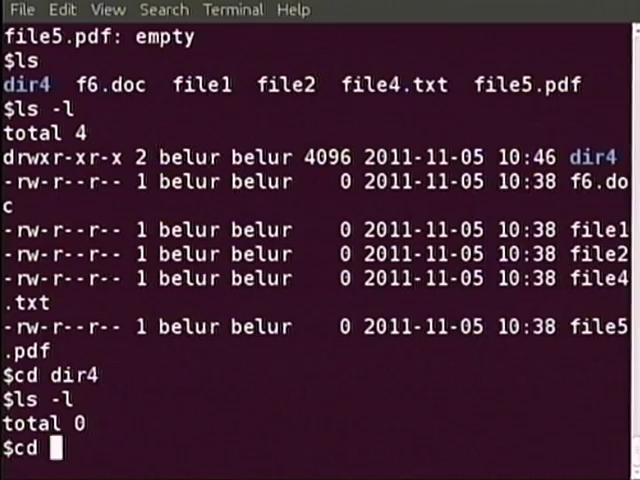 File Edit View Search Terminal Help
file5.pdf: empty
$ls
dir4  f6.doc  file1  file2  file4.txt  file5.pdf
$ls -l
total 4
drwxr-xr-x 2 belur belur 4096 2011-11-05 10:46 dir4
-rw-r--r-- 1 belur belur    0 2011-11-05 10:38 f6.do
c
-rw-r--r-- 1 belur belur    0 2011-11-05 10:38 file1
-rw-r--r-- 1 belur belur    0 2011-11-05 10:38 file2
-rw-r--r-- 1 belur belur    0 2011-11-05 10:38 file4
.txt
-rw-r--r-- 1 belur belur    0 2011-11-05 10:38 file5
.pdf
$cd dir4
$ls -l
total 0
$cd